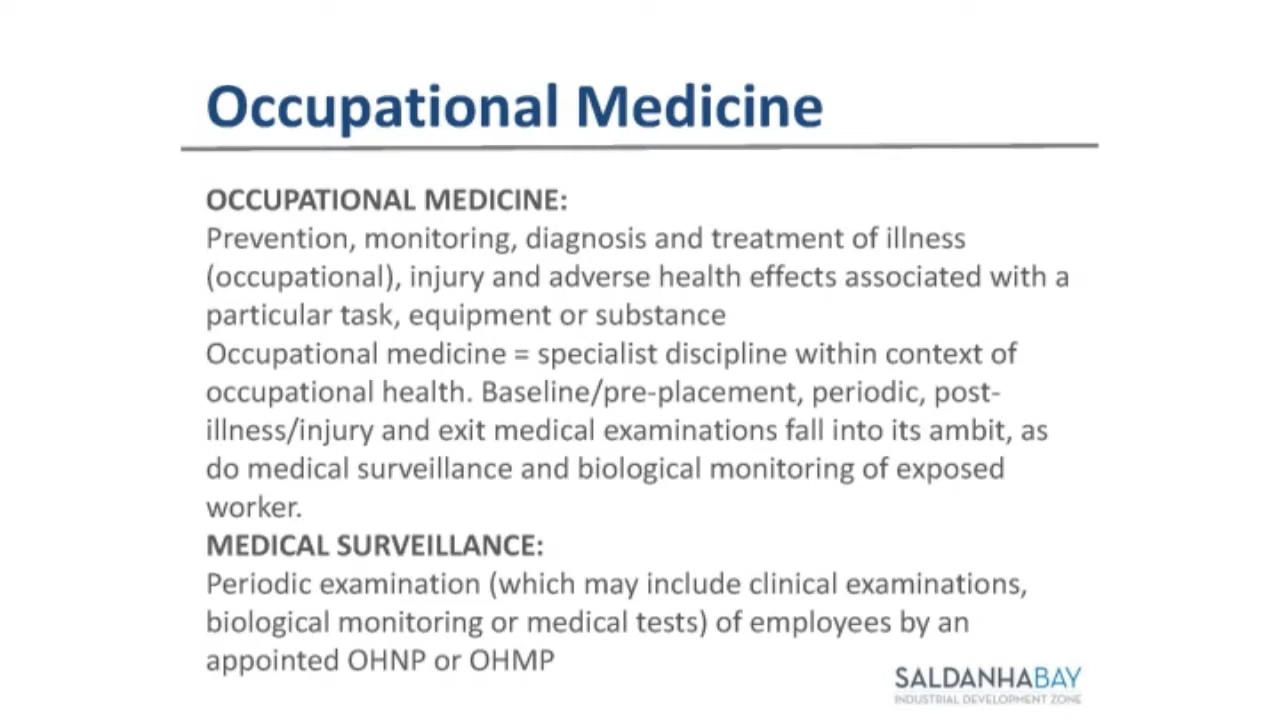 Occupational Medicine
OCCUPATIONAL MEDICINE:
Prevention, monitoring, diagnosis and treatment of illness
(occupational), injury and adverse health effects associated with a
particular task, equipment or substance
Occupational medicine = specialist discipline within context of
occupational health. Baseline/pre-placement, periodic, post-
illness/injury and exit medical examinations fall into its ambit, as
do medical surveillance and biological monitoring of exposed
worker.
MEDICAL SURVEILLANCE:
Periodic examination (which may include clinical examinations,
biological monitoring or medical tests) of employees by an
appointed OHNP or OHMP
SALDANHABAY
INDUSTRIAL DEVELOPMENT ZONE